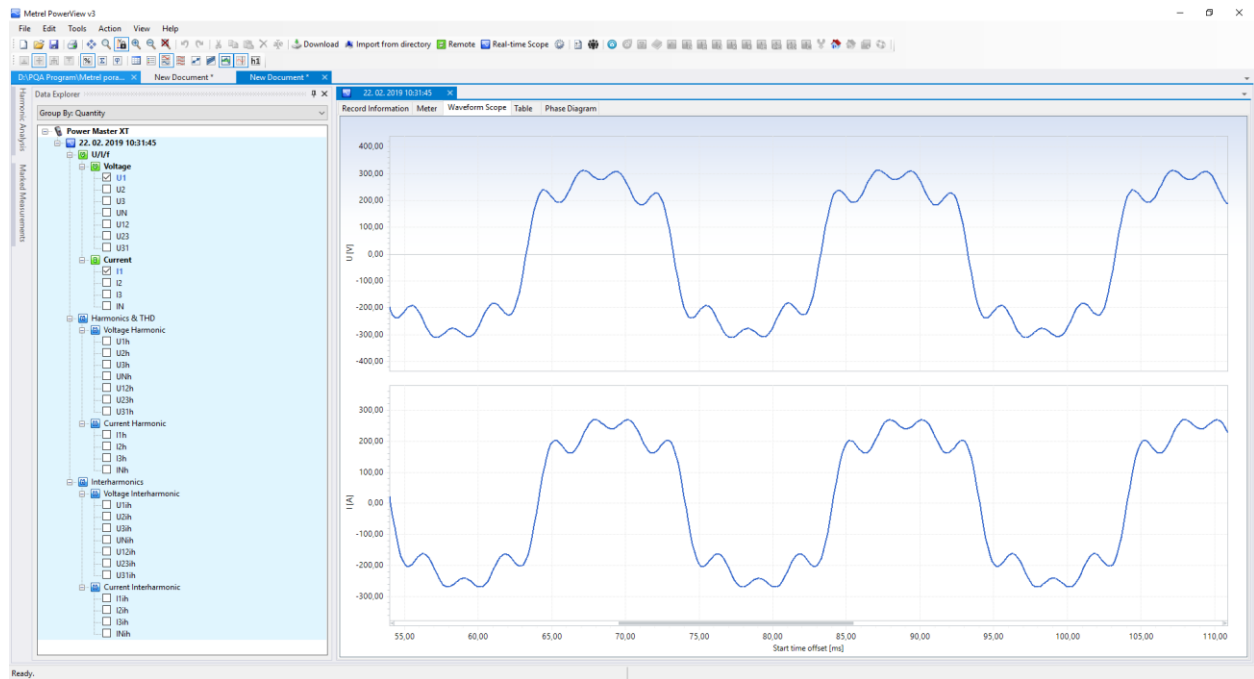 Metrel PowerView v3
File Edit Tools Action View Help
Download Import from directory Remote Real-time Scope
h1
D:\PQA Program\Metrel pora... New Document * New Document *
Harmonic Analysis
Marked Measurements
Data Explorer
Group By: Quantity
Power Master XT
22. 02. 2019 10:31:45
U/I/f
Voltage
U1
U2
U3
UN
U12
U23
U31
Current
I1
I2
I3
IN
Harmonics & THD
Voltage Harmonic
U1h
U2h
U3h
UNh
U12h
U23h
U31h
Current Harmonic
I1h
I2h
I3h
INh
Interharmonics
Voltage Interharmonic
U1ih
U2ih
U3ih
UNih
U12ih
U23ih
U31ih
Current Interharmonic
I1ih
I2ih
I3ih
INih
22. 02. 2019 10:31:45
Record Information Meter Waveform Scope Table Phase Diagram
400,00
300,00
200,00
100,00
0,00
-100,00
-200,00
-300,00
-400,00
U [V]
300,00
200,00
100,00
0,00
-100,00
-200,00
-300,00
I [A]
55,00 60,00 65,00 70,00 75,00 80,00 85,00 90,00 95,00 100,00 105,00 110,00
Start time offset [ms]
Ready.